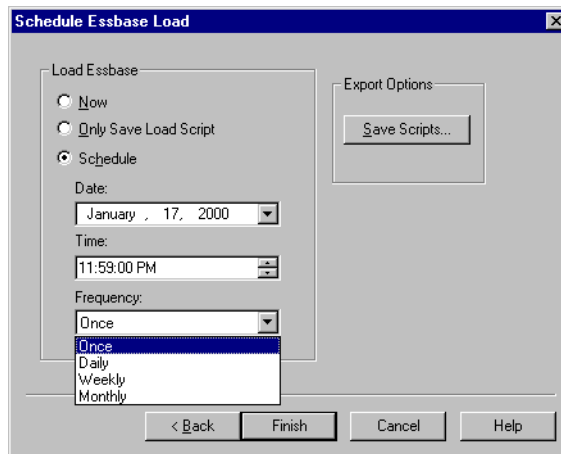 Schedule Essbase Load
Load Essbase
Now
Only Save Load Script
Schedule
Date:
January , 17, 2000
Time:
11:59:00 PM
Frequency:
Once
Once
Daily
Weekly
Monthly
Export Options
Save Scripts...
< Back
Finish
Cancel
Help